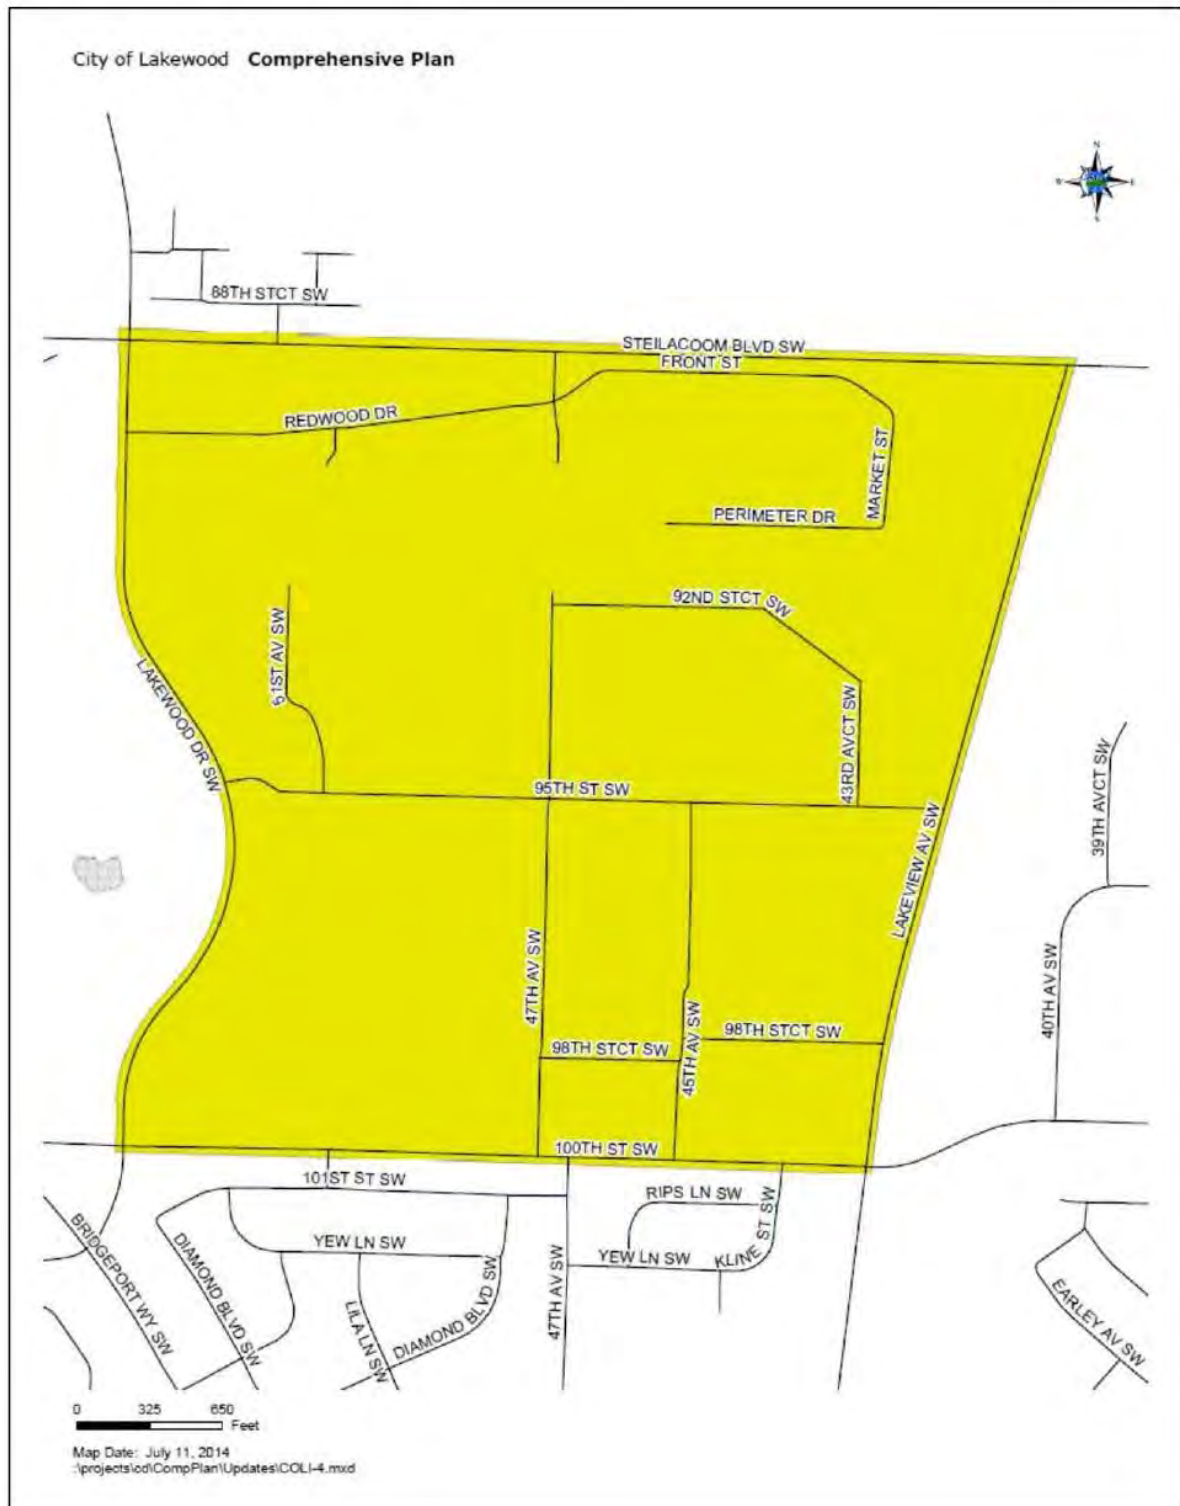 City of Lakewood Comprehensive Plan
N
W E
S
88TH STCT SW
STEILACOOM BLVD SW
FRONT ST
REDWOOD DR
MARKET ST
PERIMETER DR
92ND STCT SW
51ST AV SW
LAKEWOOD DR SW
43RD AVCT SW
95TH ST SW
39TH AVCT SW
LAKEVIEW AV SW
47TH AV SW
40TH AV SW
98TH STCT SW
98TH STCT SW
45TH AV SW
100TH ST SW
101ST ST SW
RIPS LN SW
BRIDGEPORT WY SW
DIAMOND BLVD SW
YEW LN SW
YEW LN SW
KLINE ST SW
LILA LN SW
DIAMOND BLVD SW
47TH AV SW
EARLEY AV SW
0 325 650
Feet
Map Date: July 11, 2014
:\projects\cd\CompPlan\Updates\COLI-4.mxd